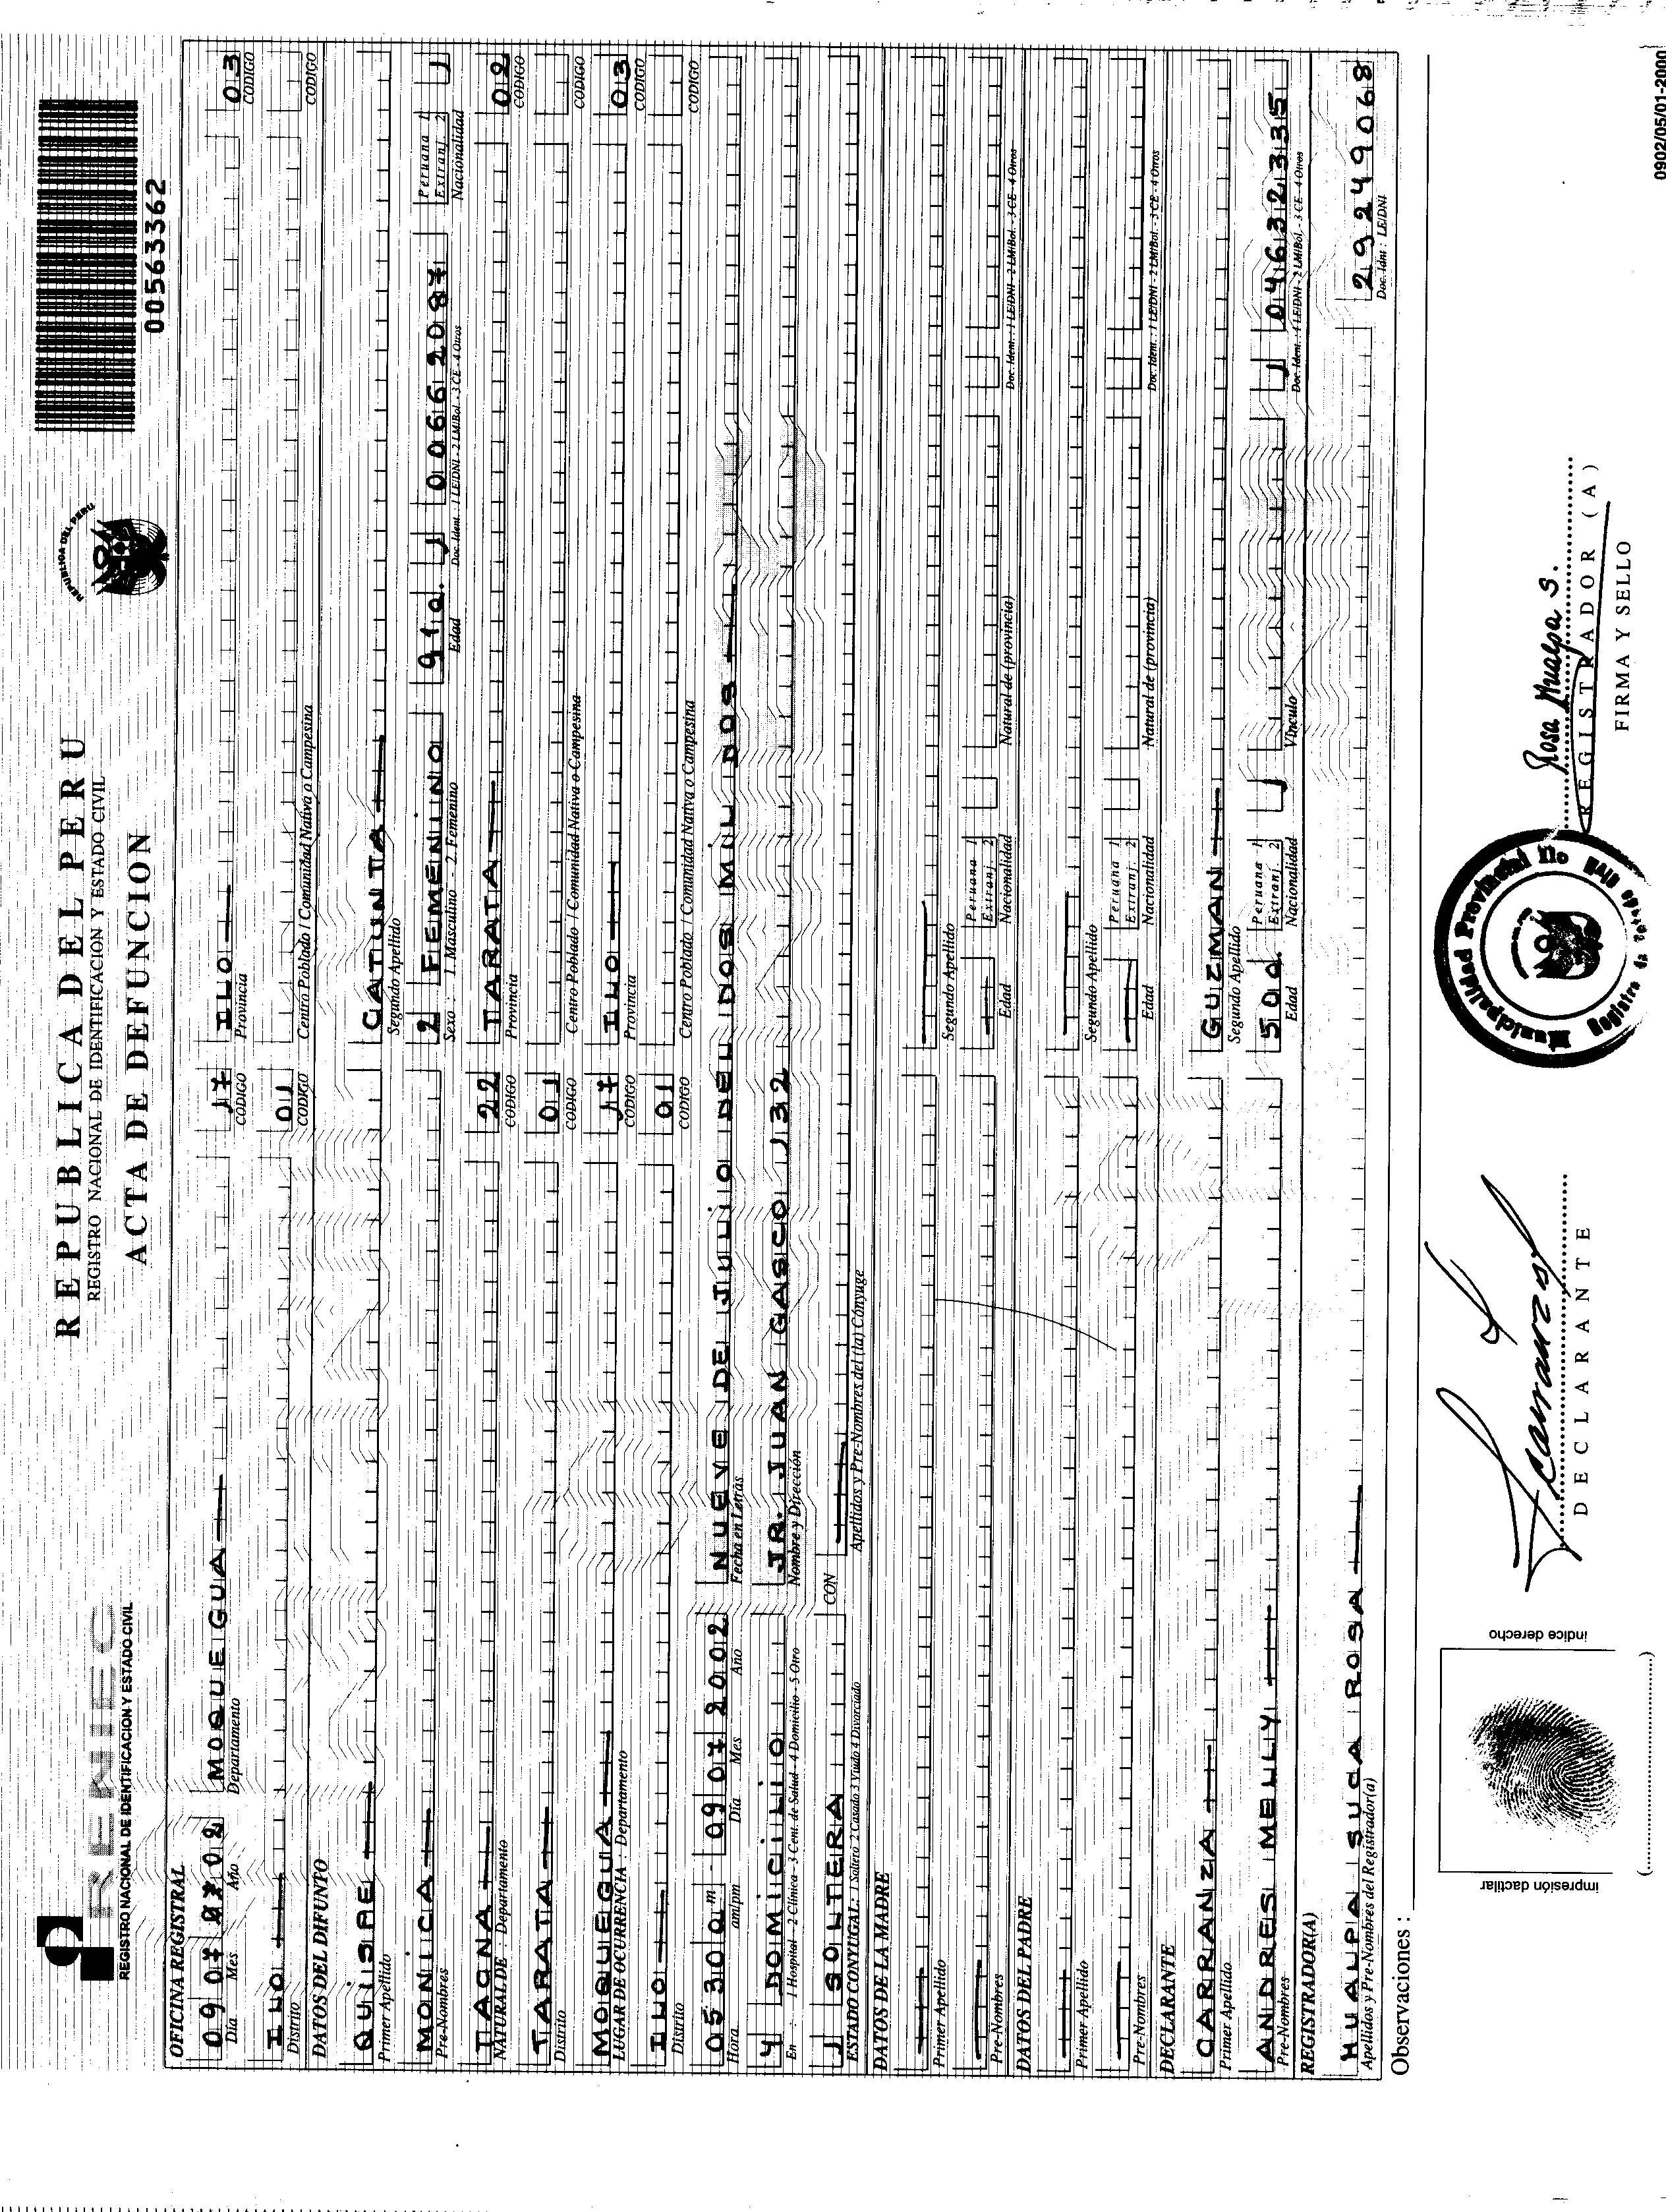 RENIEC
REGISTRO NACIONAL DE IDENTIFICACION Y ESTADO CIVIL
REPUBLICA DEL PERU
REGISTRO NACIONAL DE IDENTIFICACION Y ESTADO CIVIL
ACTA DE DEFUNCION
REPUBLICA DEL PERU
00563362
OFICINA REGISTRAL
09 07 02 MOQUEGUA 17 ILO 03
Día Mes Año Departamento CODIGO Provincia CODIGO
ILO 01
Distrito CODIGO Centro Poblado / Comunidad Nativa o Campesina CODIGO
DATOS DEL DIFUNTO
QUISPE CATUNTA
Primer Apellido Segundo Apellido
MONICA 2 FEMENINO 91a. 1 00662087 Peruana 1 Extranj. 2 1
Pre-Nombres Sexo : 1. Masculino - 2. Femenino Edad Doc. Ident. : 1 LE/DNI - 2 LM/Bol. - 3 CE - 4 Otros Nacionalidad
TACNA 22 TARATA 02
NATURAL DE : Departamento CODIGO Provincia CODIGO
TARATA 01
Distrito CODIGO Centro Poblado / Comunidad Nativa o Campesina CODIGO
MOQUEGUA 17 ILO 03
LUGAR DE OCURRENCIA : Departamento CODIGO Provincia CODIGO
ILO 01
Distrito CODIGO Centro Poblado / Comunidad Nativa o Campesina CODIGO
0530am 09 07 2002 NUEVE DE JULIO DEL DOS MIL DOS
Hora am/pm Día Mes Año Fecha en Letras
4 DOMICILIO JR. JUAN GASCO 132
En : 1 Hospital - 2 Clínica - 3 Cent. de Salud - 4 Domicilio - 5 Otro Nombre y Dirección
1 SOLTERA CON
ESTADO CONYUGAL: 1 Soltero 2 Casado 3 Viudo 4 Divorciado Apellidos y Pre-Nombres del (la) Cónyuge
DATOS DE LA MADRE
Primer Apellido Segundo Apellido
Peruana 1 Extranj. 2
Pre-Nombres Edad Nacionalidad Natural de (provincia) Doc. Ident. : 1 LE/DNI - 2 LM/Bol. - 3 CE - 4 Otros
DATOS DEL PADRE
Primer Apellido Segundo Apellido
Peruana 1 Extranj. 2
Pre-Nombres Edad Nacionalidad Natural de (provincia) Doc. Ident. : 1 LE/DNI - 2 LM/Bol. - 3 CE - 4 Otros
DECLARANTE
CARRANZA GUZMAN
Primer Apellido Segundo Apellido
ANDRES MELLY 50a. Peruana 1 Extranj. 2 1 1 04632335
Pre-Nombres Edad Nacionalidad Vínculo Doc. Ident. : 1 LE/DNI - 2 LM/Bol. - 3 CE - 4 Otros
REGISTRADOR(A)
HUALPA SUCA ROSA 29249068
Apellidos y Pre-Nombres del Registrador(a) Doc. Idnt : LE/DNI
Observaciones :
impresión dactilar
índice derecho
Carranza
DECLARANTE
Municipalidad Provincial Ilo
Registro de
Rosa Hualpa S.
REGISTRADOR (A)
FIRMA Y SELLO
0902/05/01-2000